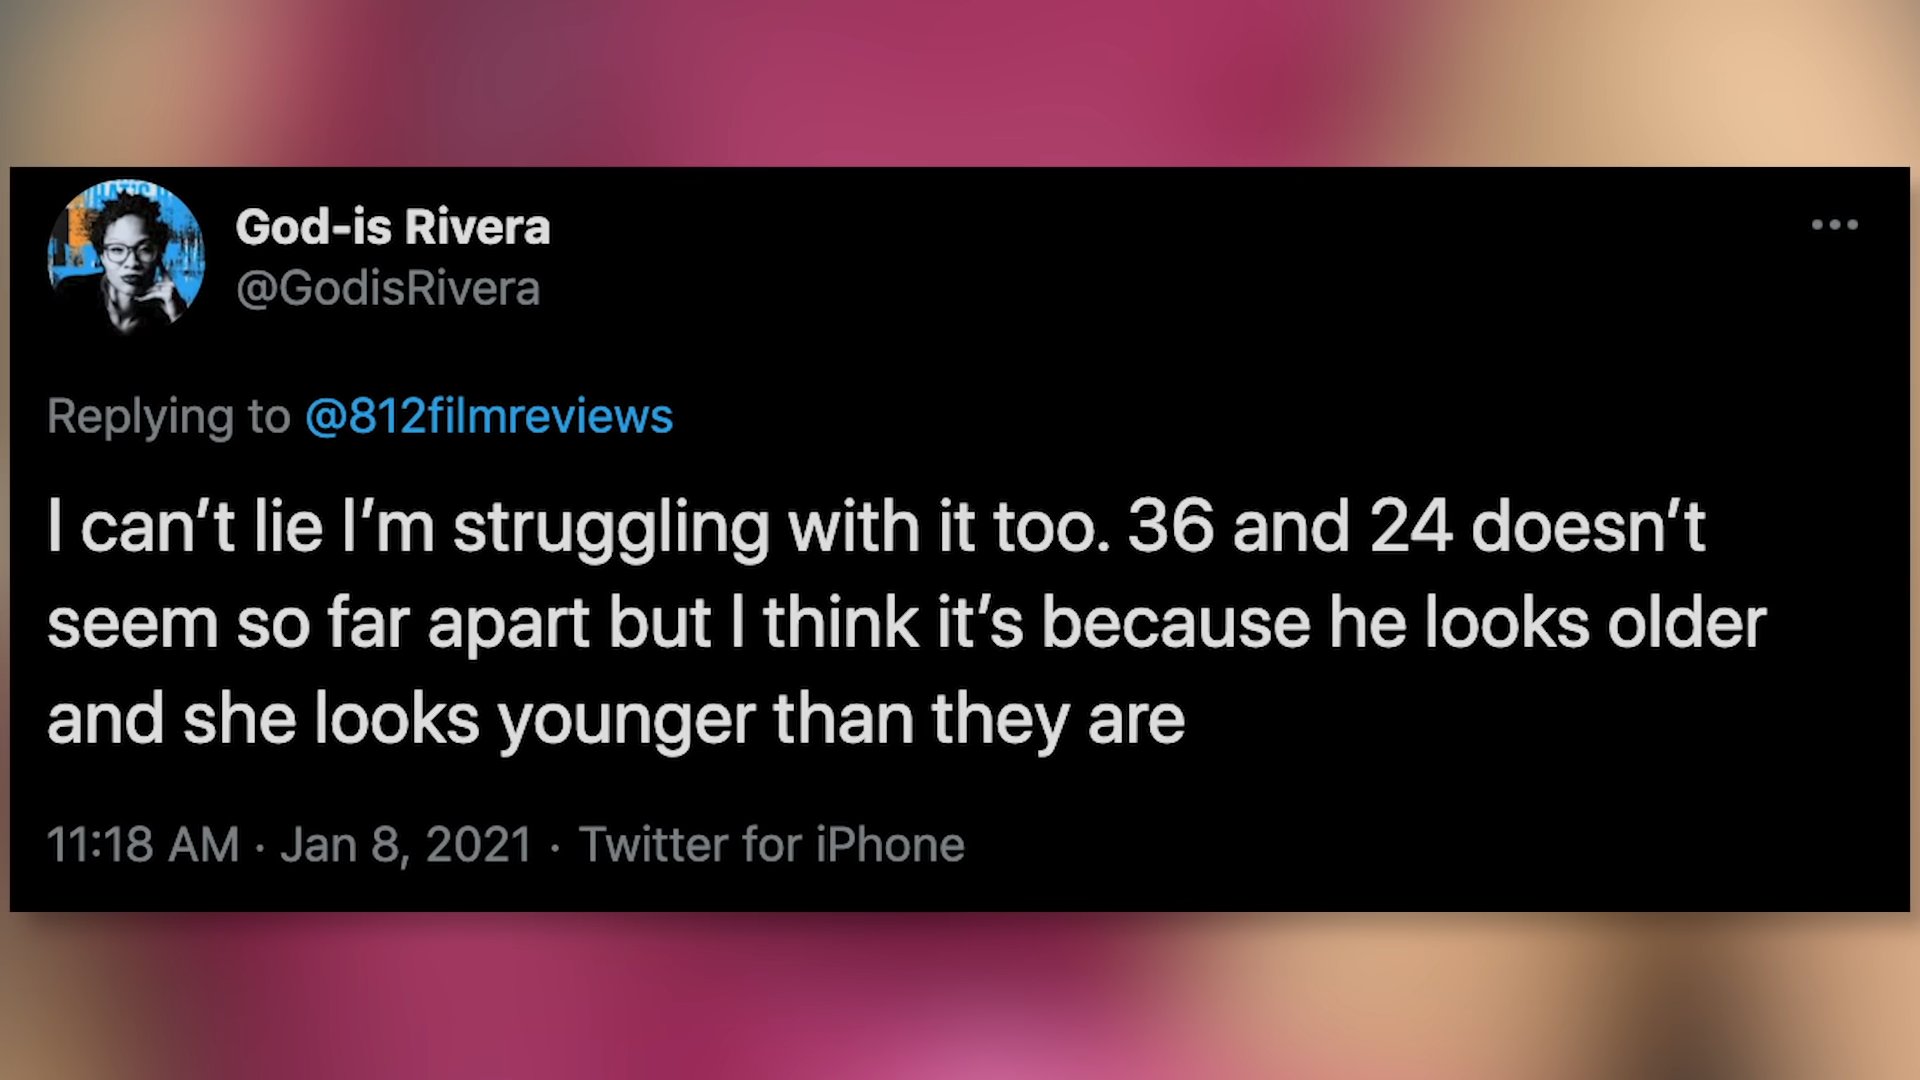 God-is Rivera
@GodisRivera
Replying to @812filmreviews
I can’t lie I’m struggling with it too. 36 and 24 doesn’t
seem so far apart but I think it’s because he looks older
and she looks younger than they are
11:18 AM · Jan 8, 2021 · Twitter for iPhone